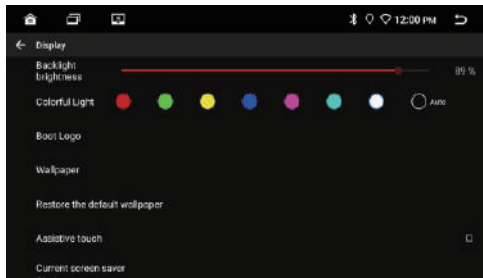 12:00 PM
Display
Backlight
brightness
89 %
Colorful Light
Auto
Boot Logo
Wallpaper
Restore the default wallpaper
Assistive touch
Current screen saver